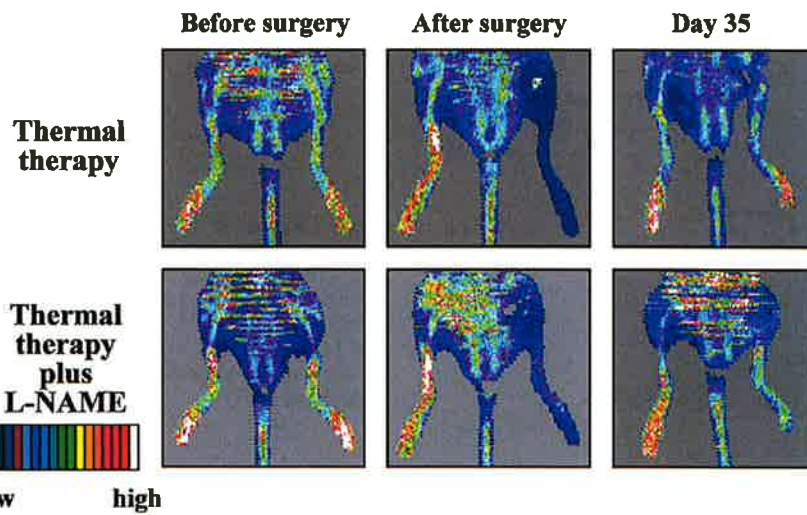 Before surgery After surgery Day 35
Thermal
therapy
Thermal
therapy
plus
L-NAME
high